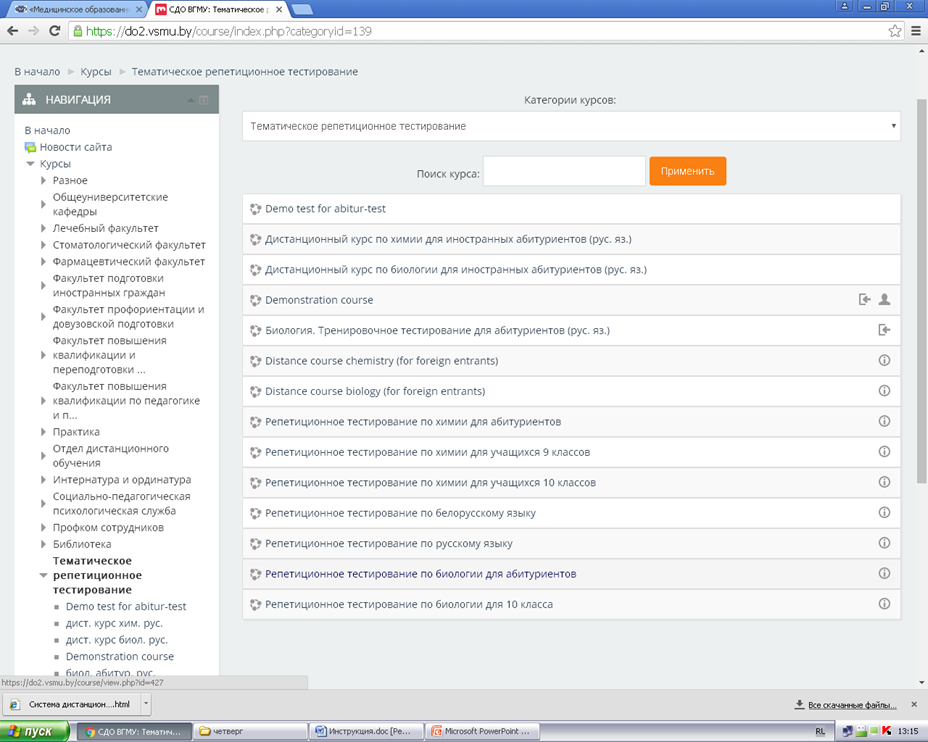 «Медицинское образовани
СДО ВГМУ: Тематическое р
https://do2.vsmu.by/course/index.php?categoryid=139
В начало
Курсы
Тематическое репетиционное тестирование
НАВИГАЦИЯ
В начало
Новости сайта
Курсы
Разное
Общеуниверситетские
кафедры
Лечебный факультет
Стоматологический факультет
Фармацевтический факультет
Факультет подготовки
иностранных граждан
Факультет профориентации и
довузовской подготовки
Факультет повышения
квалификации и
переподготовки ...
Факультет повышения
квалификации по педагогике
и п...
Практика
Отдел дистанционного
обучения
Интернатура и ординатура
Социально-педагогическая
психологическая служба
Профком сотрудников
Библиотека
Тематическое
репетиционное
тестирование
Demo test for abitur-test
дист. курс хим. рус.
дист. курс биол. рус.
Demonstration course
биол. абитур. рус.
Категории курсов:
Тематическое репетиционное тестирование
Поиск курса:
Применить
Demo test for abitur-test
Дистанционный курс по химии для иностранных абитуриентов (рус. яз.)
Дистанционный курс по биологии для иностранных абитуриентов (рус. яз.)
Demonstration course
Биология. Тренировочное тестирование для абитуриентов (рус. яз.)
Distance course chemistry (for foreign entrants)
Distance course biology (for foreign entrants)
Репетиционное тестирование по химии для абитуриентов
Репетиционное тестирование по химии для учащихся 9 классов
Репетиционное тестирование по химии для учащихся 10 классов
Репетиционное тестирование по белорусскому языку
Репетиционное тестирование по русскому языку
Репетиционное тестирование по биологии для абитуриентов
Репетиционное тестирование по биологии для 10 класса
https://do2.vsmu.by/course/view.php?id=427
Система дистанцион....html
Все скачанные файлы...
пуск
СДО ВГМУ: Тематич...
четверг
Инструкция.doc [Ре...
Microsoft PowerPoint ...
RL
13:15